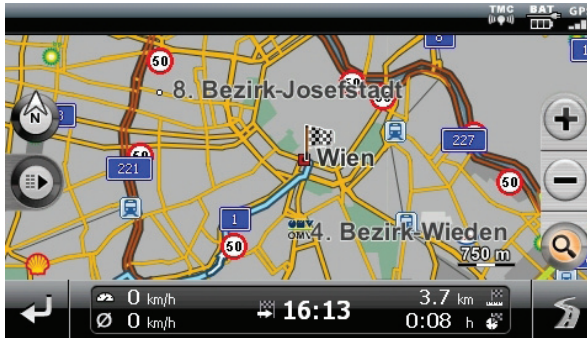 TMC BAT GP
8
50
8. Bezirk-Josefstadt
50
N
50
221
Wien
227
50
1
OMV
OMV
4. Bezirk-Wieden
50
750 m
0 km/h
16:13
3.7 km
Ø 0 km/h
0:08 h